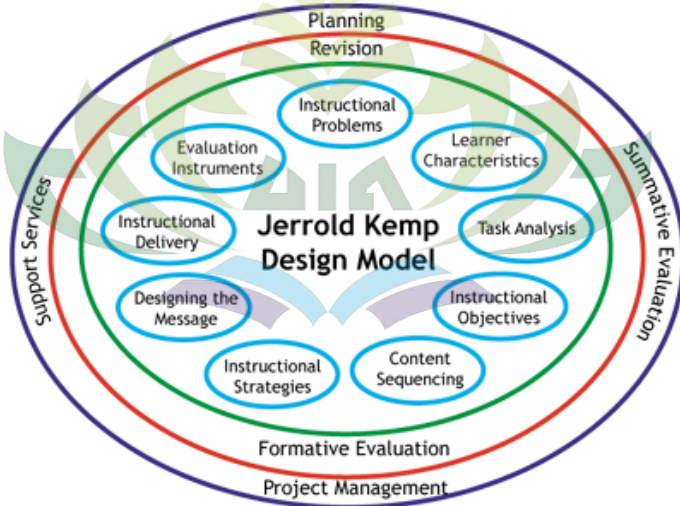 Planning
Revision
Instructional
Problems
Learner
Characteristics
Task Analysis
Instructional
Objectives
Content
Sequencing
Instructional
Strategies
Designing the
Message
Instructional
Delivery
Evaluation
Instruments
Jerrold Kemp
Design Model
Support Services
Summative Evaluation
Formative Evaluation
Project Management